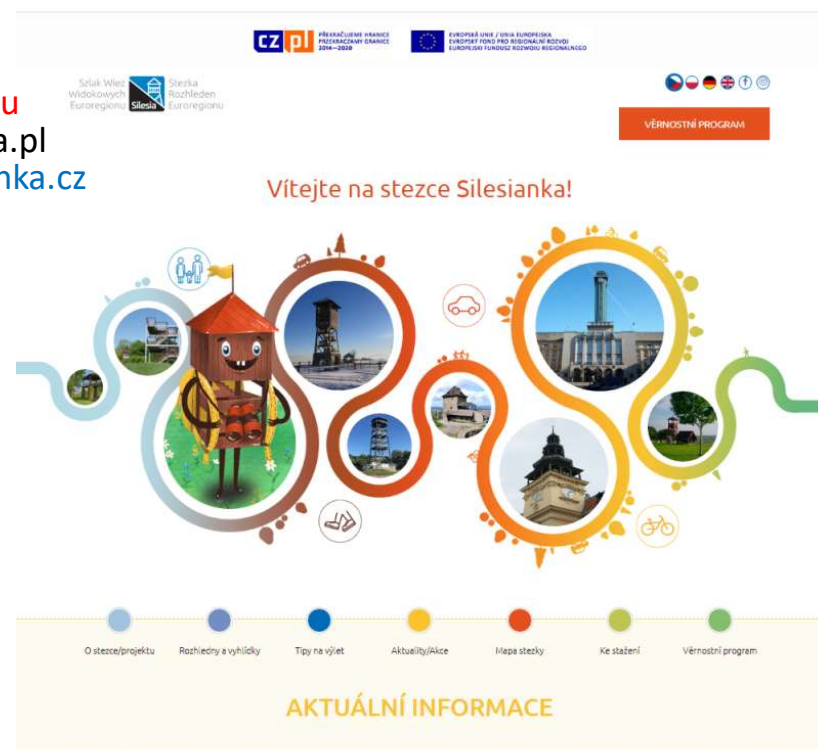 CZ pl
PŘEKRAČUJEME HRANICE
PRZEKRACZAMY GRANICE
2014—2020
EVROPSKÁ UNIE / UNIA EUROPEJSKA
EVROPSKÝ FOND PRO REGIONÁLNÍ ROZVOJ
EUROPEJSKI FUNDUSZ ROZWOJU REGIONALNEGO
u
a.pl
nka.cz
Szlak Wież
Widokowych
Euroregionu
Silesia
Stezka
Rozhleden
Euroregionu
VĚRNOSTNÍ PROGRAM
Vítejte na stezce Silesianka!
O stezce/projektu
Rozhledny a vyhlídky
Tipy na výlet
Aktuality/Akce
Mapa stezky
Ke stažení
Věrnostní program
AKTUÁLNÍ INFORMACE